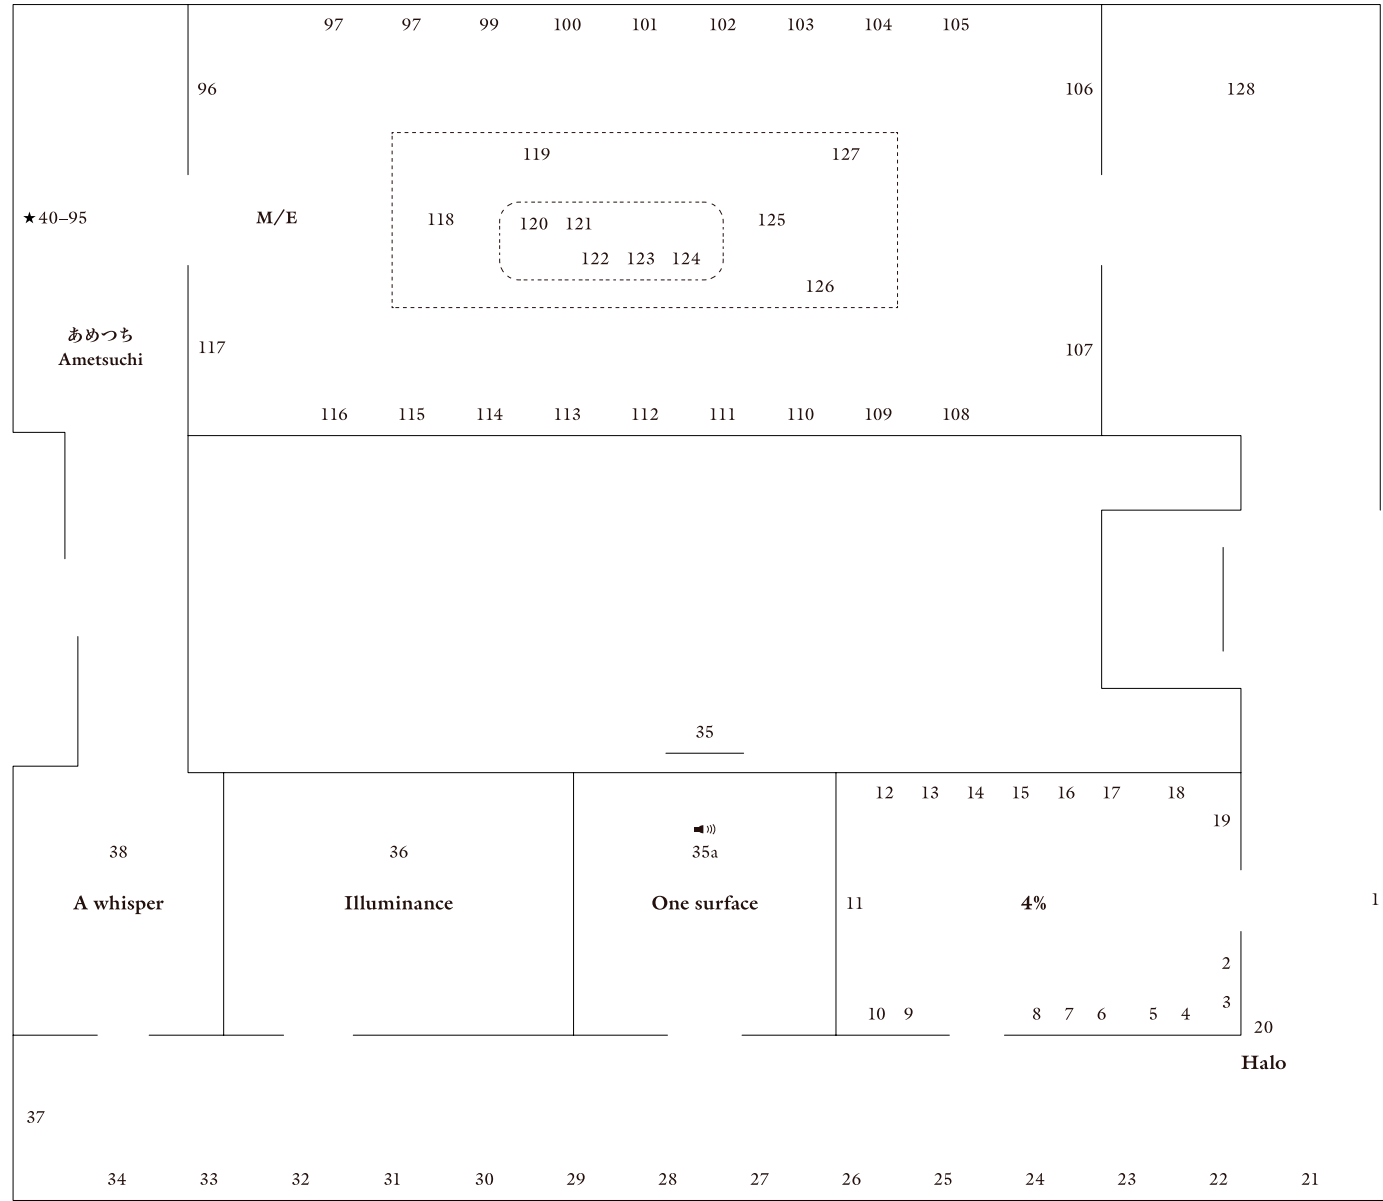 97 97 99 100 101 102 103 104 105
96 106 128
119 127
★40–95 M/E 118 120 121 125
122 123 124
126
あめつち
Ametsuchi
117 107
116 115 114 113 112 111 110 109 108
35
12 13 14 15 16 17 18
19
38 36 35a
A whisper Illuminance One surface 11 4% 1
2
3
10 9 8 7 6 5 4
20
Halo
37
34 33 32 31 30 29 28 27 26 25 24 23 22 21